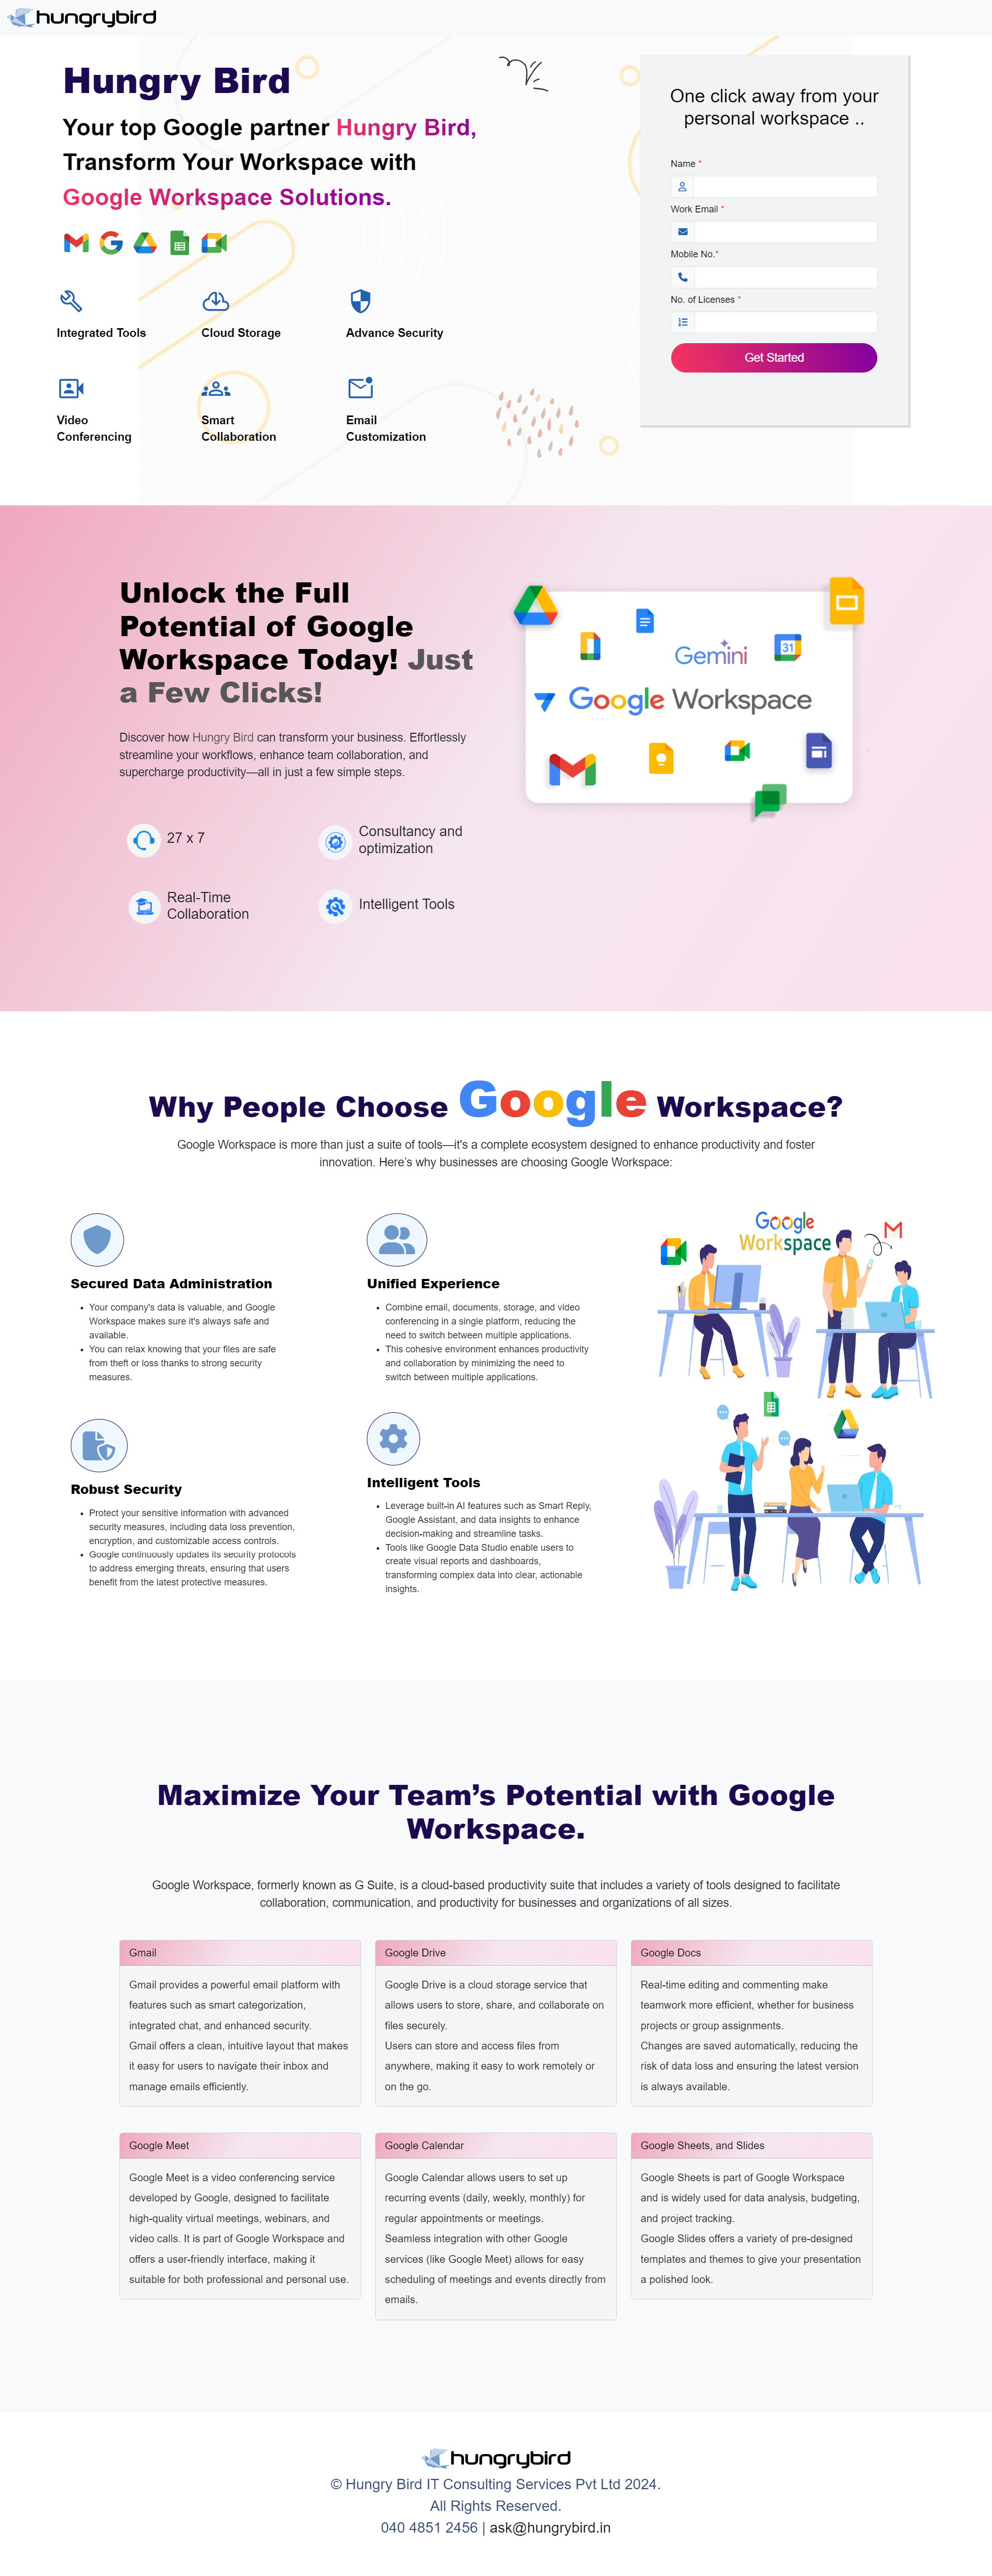 hungrybird
Hungry Bird
Your top Google partner Hungry Bird,
Transform Your Workspace with
Google Workspace Solutions.
Integrated Tools
Cloud Storage
Advance Security
Video
Conferencing
Smart
Collaboration
Email
Customization
One click away from your
personal workspace ..
Name *
Work Email *
Mobile No.*
No. of Licenses *
Get Started
Unlock the Full
Potential of Google
Workspace Today! Just
a Few Clicks!
Discover how Hungry Bird can transform your business. Effortlessly
streamline your workflows, enhance team collaboration, and
supercharge productivity—all in just a few simple steps.
27 x 7
Consultancy and
optimization
Real-Time
Collaboration
Intelligent Tools
Gemini
31
Google Workspace
Why People Choose Google Workspace?
Google Workspace is more than just a suite of tools—it's a complete ecosystem designed to enhance productivity and foster
innovation. Here's why businesses are choosing Google Workspace:
Secured Data Administration
Your company's data is valuable, and Google
Workspace makes sure it's always safe and
available.
You can relax knowing that your files are safe
from theft or loss thanks to strong security
measures.
Unified Experience
Combine email, documents, storage, and video
conferencing in a single platform, reducing the
need to switch between multiple applications.
This cohesive environment enhances productivity
and collaboration by minimizing the need to
switch between multiple applications.
Robust Security
Protect your sensitive information with advanced
security measures, including data loss prevention,
encryption, and customizable access controls.
Google continuously updates its security protocols
to address emerging threats, ensuring that users
benefit from the latest protective measures.
Intelligent Tools
Leverage built-in AI features such as Smart Reply,
Google Assistant, and data insights to enhance
decision-making and streamline tasks.
Tools like Google Data Studio enable users to
create visual reports and dashboards,
transforming complex data into clear, actionable
insights.
Google
Workspace
Maximize Your Team’s Potential with Google
Workspace.
Google Workspace, formerly known as G Suite, is a cloud-based productivity suite that includes a variety of tools designed to facilitate
collaboration, communication, and productivity for businesses and organizations of all sizes.
Gmail
Gmail provides a powerful email platform with
features such as smart categorization,
integrated chat, and enhanced security.
Gmail offers a clean, intuitive layout that makes
it easy for users to navigate their inbox and
manage emails efficiently.
Google Drive
Google Drive is a cloud storage service that
allows users to store, share, and collaborate on
files securely.
Users can store and access files from
anywhere, making it easy to work remotely or
on the go.
Google Docs
Real-time editing and commenting make
teamwork more efficient, whether for business
projects or group assignments.
Changes are saved automatically, reducing the
risk of data loss and ensuring the latest version
is always available.
Google Meet
Google Meet is a video conferencing service
developed by Google, designed to facilitate
high-quality virtual meetings, webinars, and
video calls. It is part of Google Workspace and
offers a user-friendly interface, making it
suitable for both professional and personal use.
Google Calendar
Google Calendar allows users to set up
recurring events (daily, weekly, monthly) for
regular appointments or meetings.
Seamless integration with other Google
services (like Google Meet) allows for easy
scheduling of meetings and events directly from
emails.
Google Sheets, and Slides
Google Sheets is part of Google Workspace
and is widely used for data analysis, budgeting,
and project tracking.
Google Slides offers a variety of pre-designed
templates and themes to give your presentation
a polished look.
hungrybird
© Hungry Bird IT Consulting Services Pvt Ltd 2024.
All Rights Reserved.
040 4851 2456 | ask@hungrybird.in